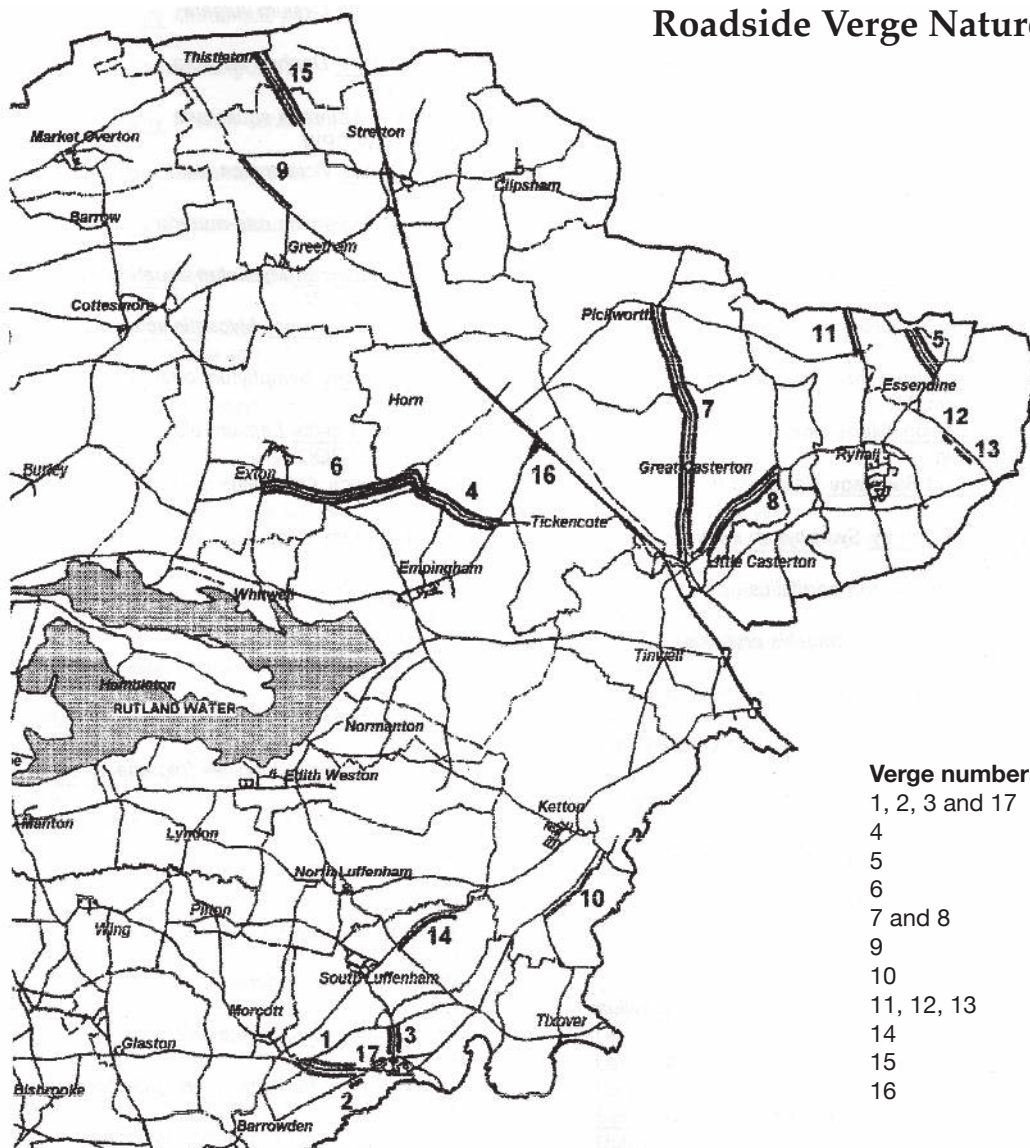 Roadside Verge Nature
Thistleton
15
Market Overton
Stretton
9
Clipsham
Barrow
Greetham
Cottesmore
Pickworth
11
5
Essendine
Horn
7
12
13
Burley
Exton
6
4
16
Great Casterton
Ryhall
8
Tickencote
Little Casterton
Empingham
Whitwell
Tinwell
Hambleton
RUTLAND WATER
Normanton
Edith Weston
Ketton
Manton
Lyndon
North Luffenham
10
Pilton
Wing
14
South Luffenham
Morcott
Tixover
1
3
17
Glaston
Bisbrooke
2
Barrowden
Verge number
1, 2, 3 and 17
4
5
6
7 and 8
9
10
11, 12, 13
14
15
16